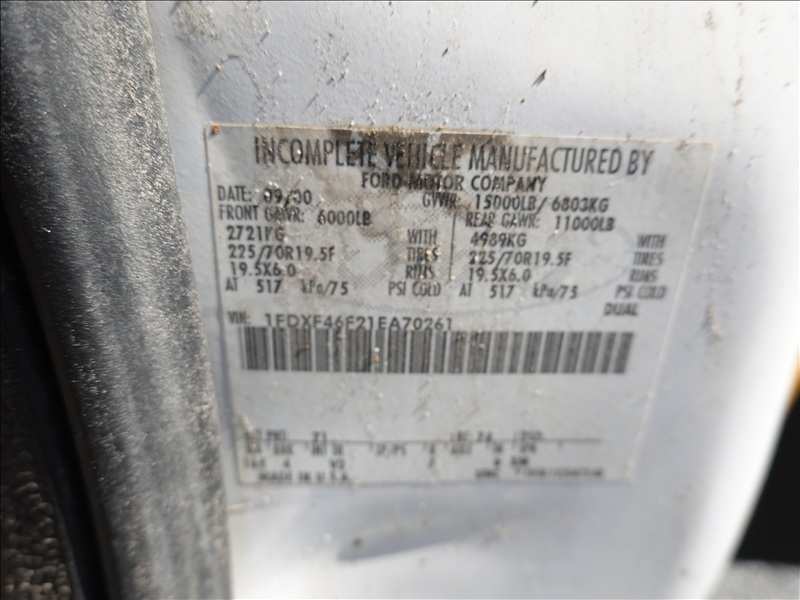 INCOMPLETE VEHICLE MANUFACTURED BY
FORD MOTOR COMPANY
DATE: 09/00 GVWR: 15000LB/6803KG
FRONT GAWR: 6000LB REAR GAWR: 11000LB
2721KG WITH 4989KG WITH
225/70R19.5F TIRES 225/70R19.5F TIRES
19.5X6.0 RIMS 19.5X6.0 RIMS
AT 517 kPa/75 PSI COLD AT 517 kPa/75 PSI COLD
DUAL
VIN: 1FDXF46F21EA70261
MADE IN U.S.A.